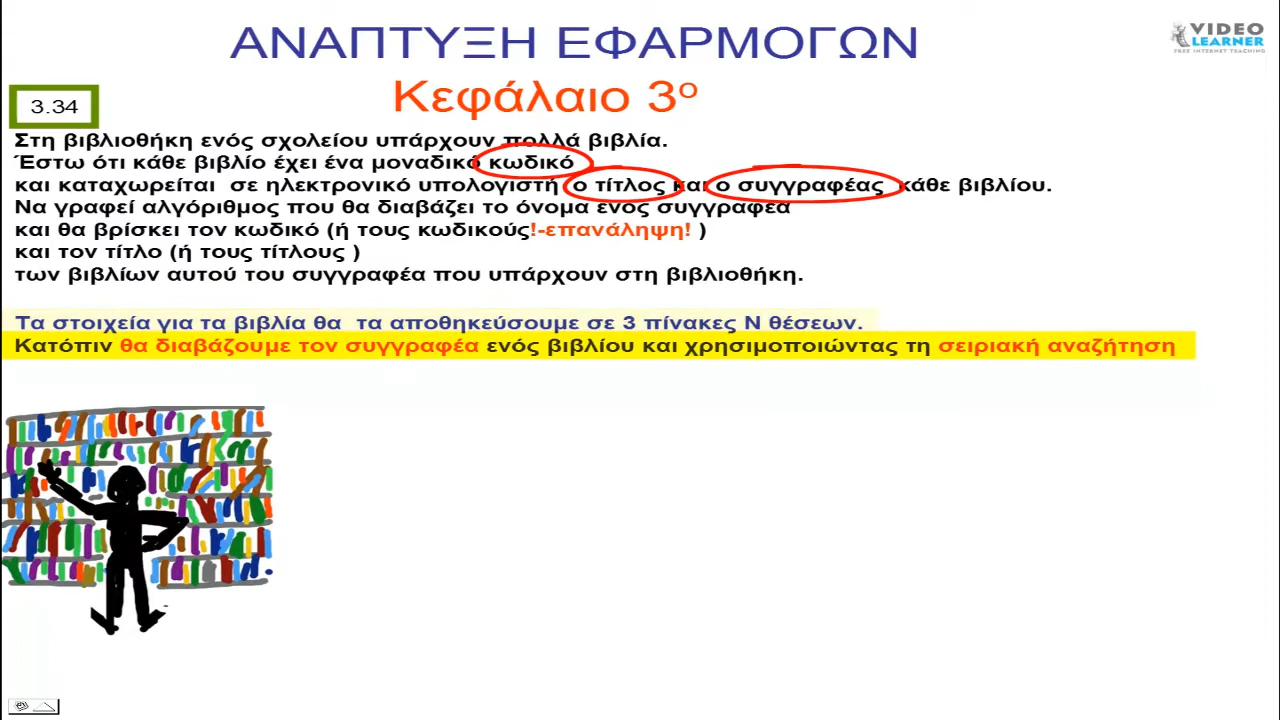 ΑΝΑΠΤΥΞΗ ΕΦΑΡΜΟΓΩΝ
VIDEO
LEARNER
FREE INTERNET TEACHING
Κεφάλαιο 3ο
3.34
Στη βιβλιοθήκη ενός σχολείου υπάρχουν πολλά βιβλία.
Έστω ότι κάθε βιβλίο έχει ένα μοναδικό κωδικό
και καταχωρείται σε ηλεκτρονικό υπολογιστή ο τίτλος και ο συγγραφέας κάθε βιβλίου.
Να γραφεί αλγόριθμος που θα διαβάζει το όνομα ενός συγγραφέα
και θα βρίσκει τον κωδικό (ή τους κωδικούς!-επανάληψη! )
και τον τίτλο (ή τους τίτλους )
των βιβλίων αυτού του συγγραφέα που υπάρχουν στη βιβλιοθήκη.
Τα στοιχεία για τα βιβλία θα τα αποθηκεύσουμε σε 3 πίνακες Ν θέσεων.
Κατόπιν θα διαβάζουμε τον συγγραφέα ενός βιβλίου και χρησιμοποιώντας τη σειριακή αναζήτηση